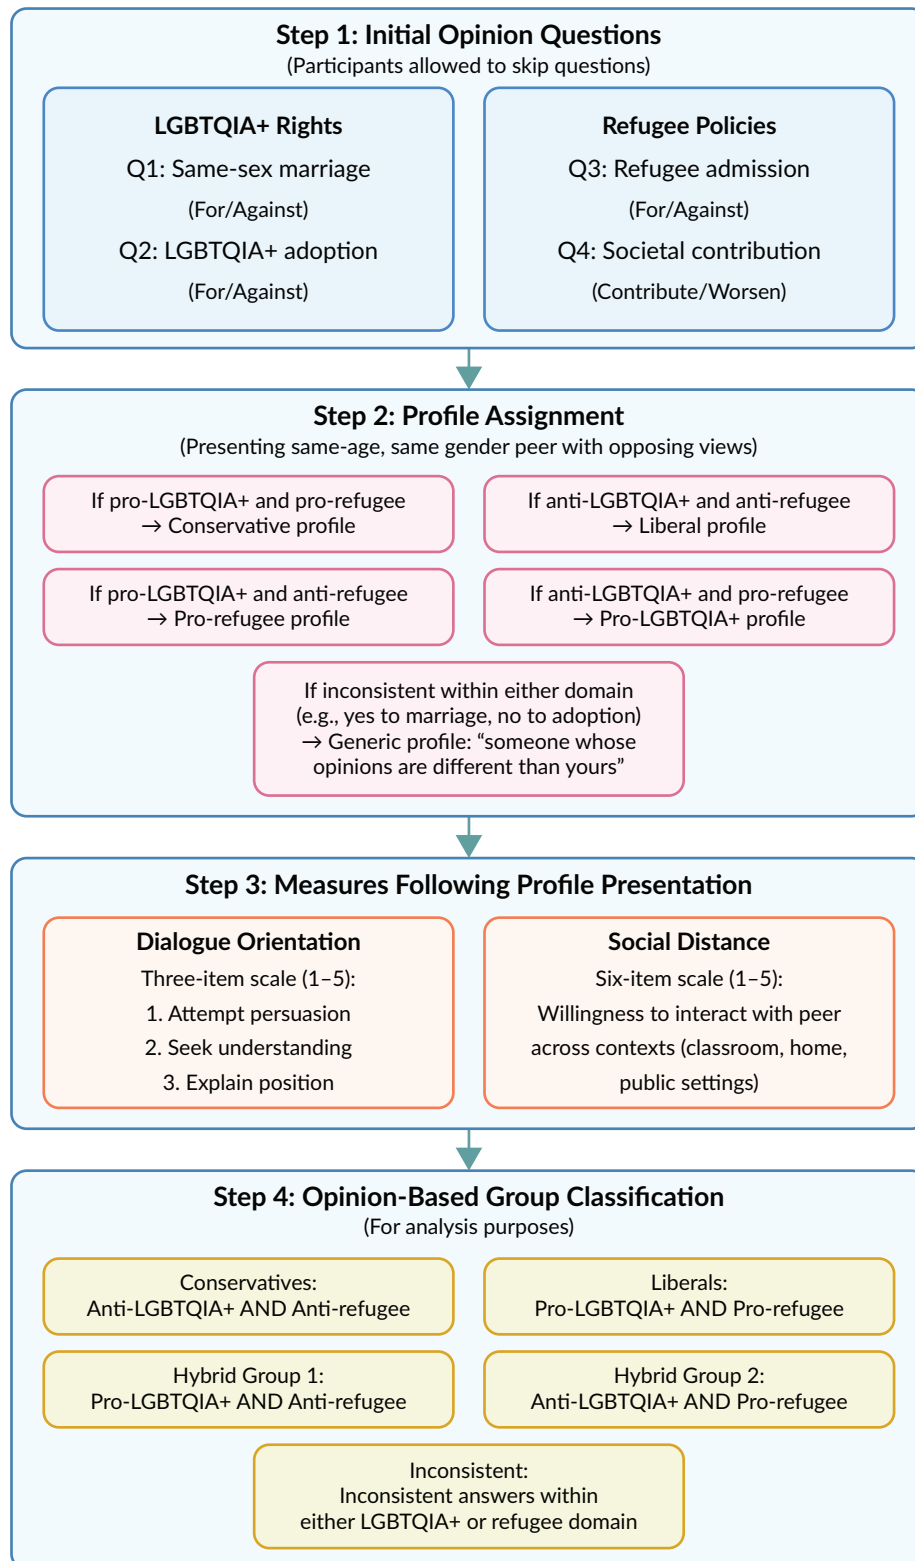 Step 1: Initial Opinion Questions
(Participants allowed to skip questions)
LGBTQIA+ Rights
Q1: Same-sex marriage
(For/Against)
Q2: LGBTQIA+ adoption
(For/Against)
Refugee Policies
Q3: Refugee admission
(For/Against)
Q4: Societal contribution
(Contribute/Worsen)
Step 2: Profile Assignment
(Presenting same-age, same gender peer with opposing views)
If pro-LGBTQIA+ and pro-refugee
→ Conservative profile
If anti-LGBTQIA+ and anti-refugee
→ Liberal profile
If pro-LGBTQIA+ and anti-refugee
→ Pro-refugee profile
If anti-LGBTQIA+ and pro-refugee
→ Pro-LGBTQIA+ profile
If inconsistent within either domain
(e.g., yes to marriage, no to adoption)
→ Generic profile: “someone whose
opinions are different than yours”
Step 3: Measures Following Profile Presentation
Dialogue Orientation
Three-item scale (1–5):
1. Attempt persuasion
2. Seek understanding
3. Explain position
Social Distance
Six-item scale (1–5):
Willingness to interact with peer
across contexts (classroom, home,
public settings)
Step 4: Opinion-Based Group Classification
(For analysis purposes)
Conservatives:
Anti-LGBTQIA+ AND Anti-refugee
Liberals:
Pro-LGBTQIA+ AND Pro-refugee
Hybrid Group 1:
Pro-LGBTQIA+ AND Anti-refugee
Hybrid Group 2:
Anti-LGBTQIA+ AND Pro-refugee
Inconsistent:
Inconsistent answers within
either LGBTQIA+ or refugee domain